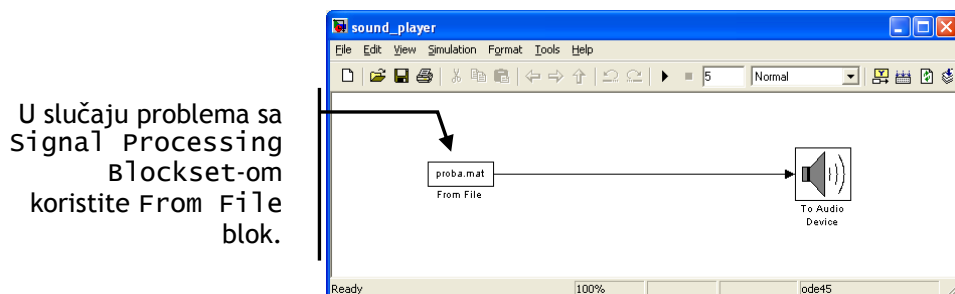 sound_player
File Edit View Simulation Format Tools Help
5 Normal
U slučaju problema sa
Signal Processing
Blockset-om
koristite From File
blok.
proba.mat
From File
To Audio
Device
Ready 100% ode45